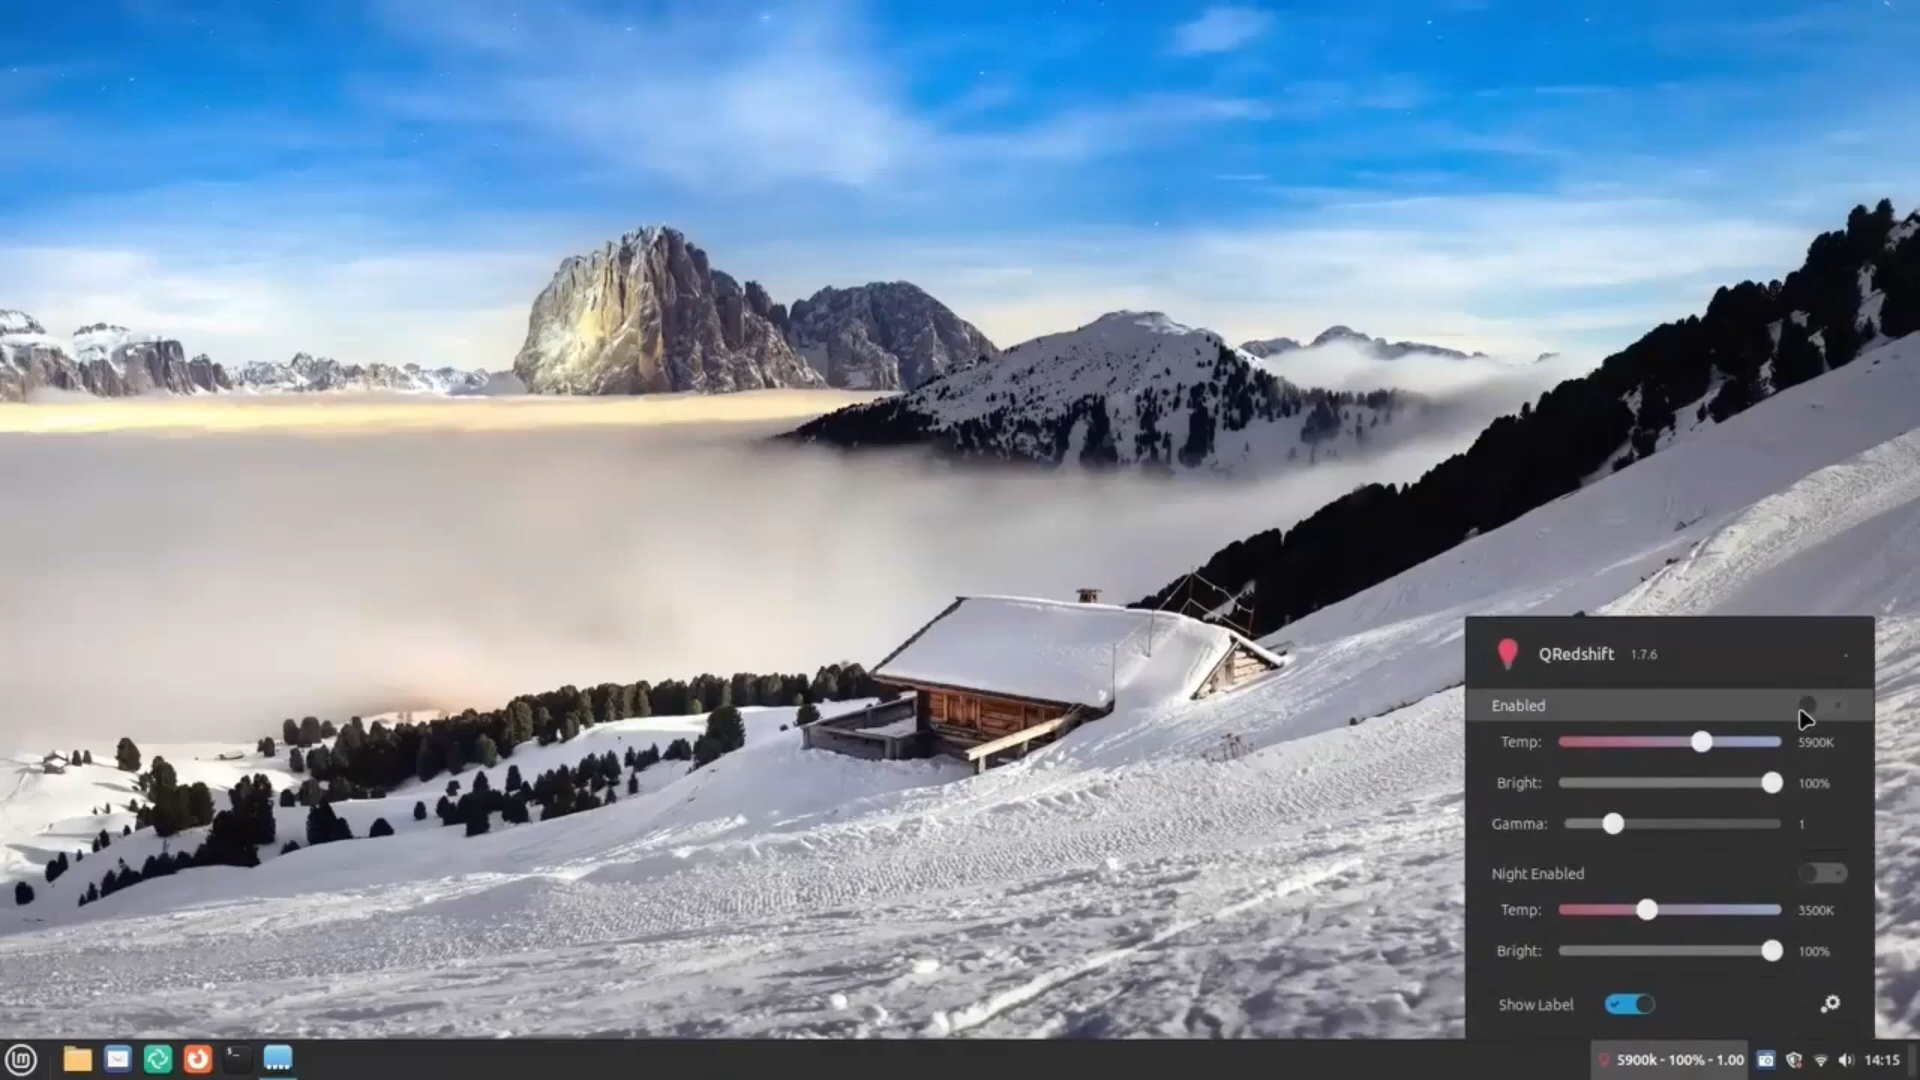 QRedshift 1.7.6
Enabled
Temp: 5900K
Bright: 100%
Gamma: 1
Night Enabled
Temp: 3500K
Bright: 100%
Show Label
5900k - 100% - 1.00 14:15